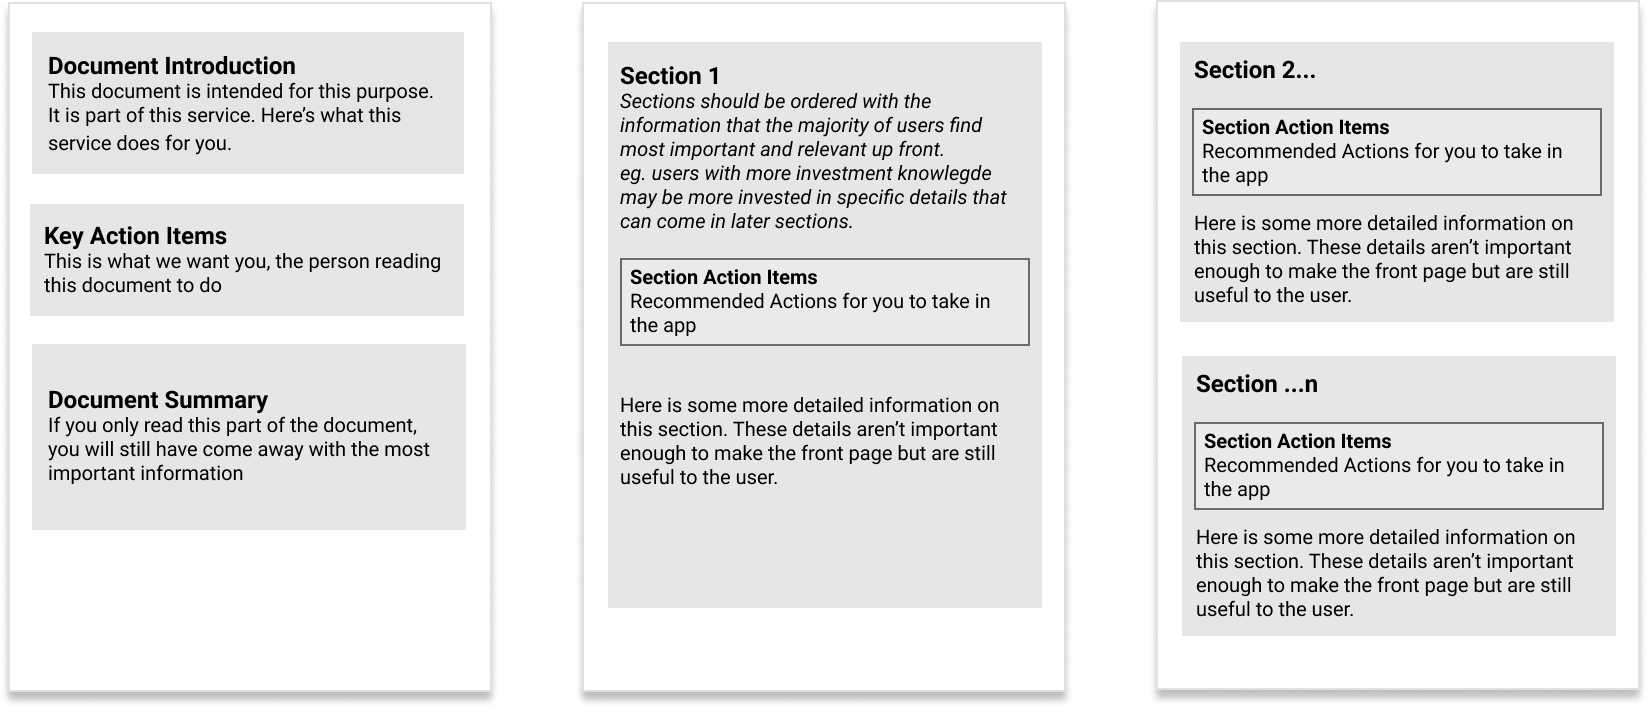 Document Introduction
This document is intended for this purpose.
It is part of this service. Here’s what this
service does for you.
Key Action Items
This is what we want you, the person reading
this document to do
Document Summary
If you only read this part of the document,
you will still have come away with the most
important information
Section 1
Sections should be ordered with the
information that the majority of users find
most important and relevant up front.
eg. users with more investment knowlegde
may be more invested in specific details that
can come in later sections.
Section Action Items
Recommended Actions for you to take in
the app
Here is some more detailed information on
this section. These details aren’t important
enough to make the front page but are still
useful to the user.
Section 2...
Section Action Items
Recommended Actions for you to take in
the app
Here is some more detailed information on
this section. These details aren’t important
enough to make the front page but are still
useful to the user.
Section ...n
Section Action Items
Recommended Actions for you to take in
the app
Here is some more detailed information on
this section. These details aren’t important
enough to make the front page but are still
useful to the user.